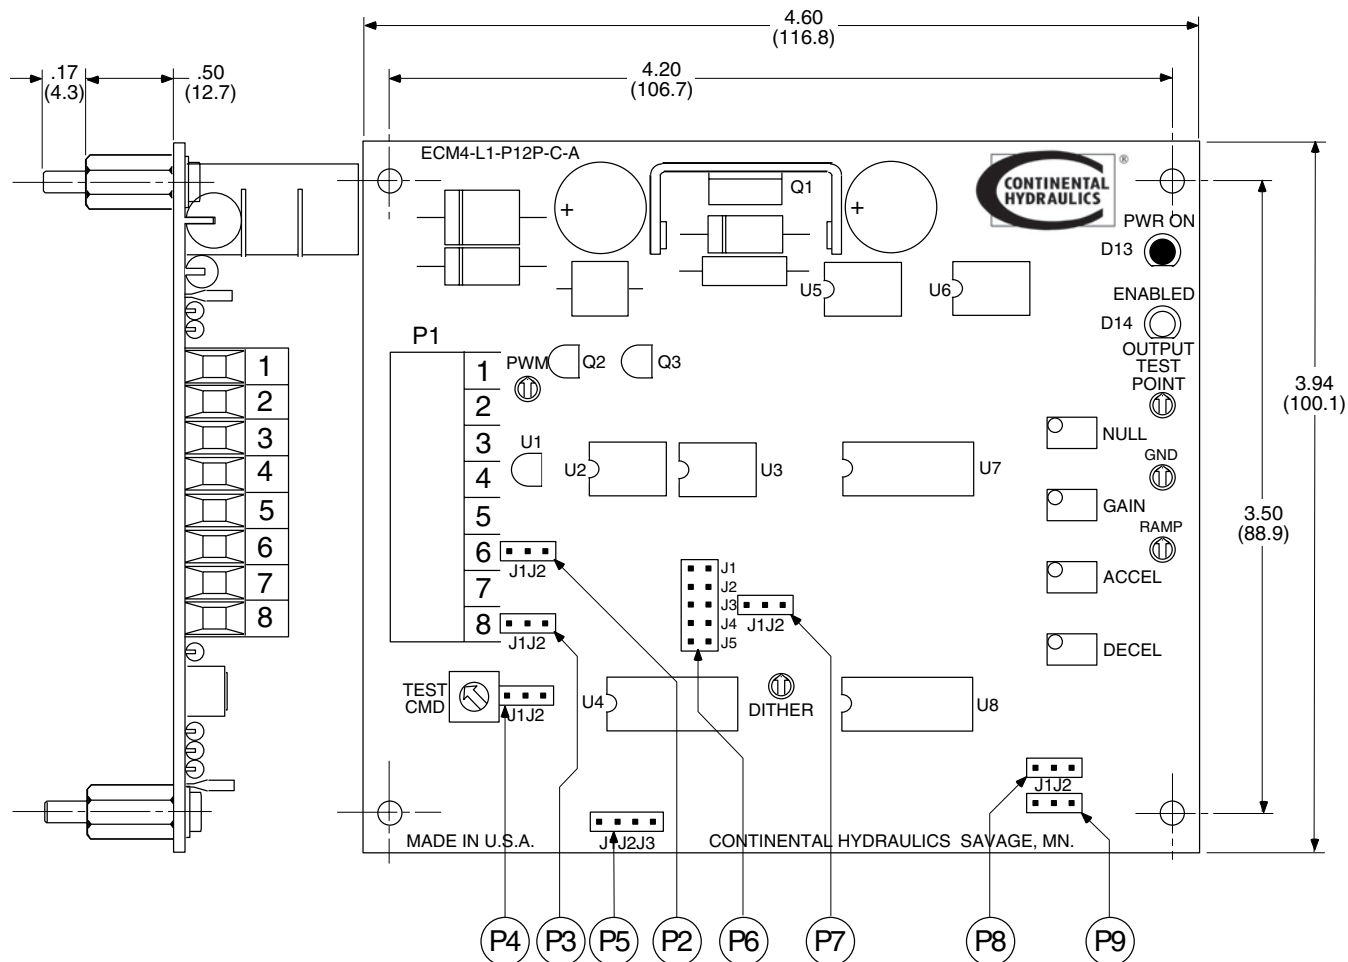 4.60
(116.8)
4.20
(106.7)
.17
(4.3)
.50
(12.7)
ECM4-L1-P12P-C-A
CONTINENTAL
HYDRAULICS
®
Q1
+
+
PWR ON
D13
U5
U6
ENABLED
D14
OUTPUT
TEST
POINT
P1
PWM
Q2
Q3
1
2
3
4
5
6
7
8
1
2
3
4
5
6
7
8
3.94
(100.1)
3.50
(88.9)
NULL
U1
U2
U3
U7
GND
GAIN
RAMP
J1J2
J1
J2
J3
J4
J5
J1J2
ACCEL
J1J2
DECEL
TEST
CMD
J1J2
U4
DITHER
U8
J1J2
MADE IN U.S.A.
J1J2J3
CONTINENTAL HYDRAULICS SAVAGE, MN.
P4
P3
P5
P2
P6
P7
P8
P9